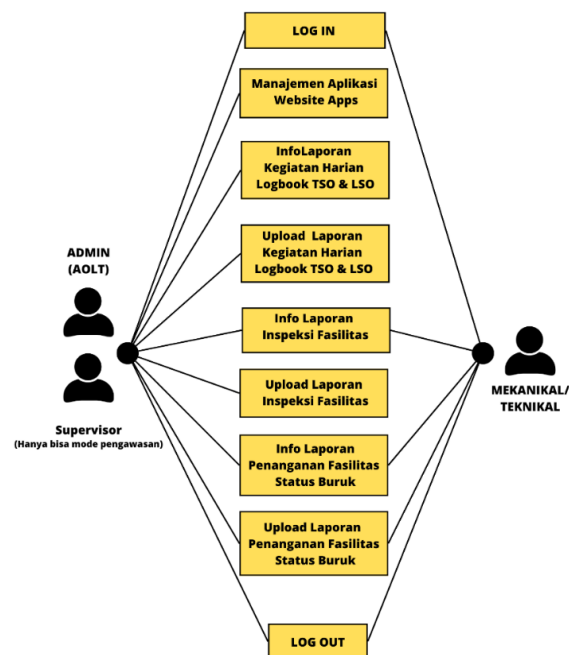 LOG IN
Manajemen Aplikasi
Website Apps
InfoLaporan
Kegiatan Harian
Logbook TSO & LSO
Upload Laporan
Kegiatan Harian
Logbook TSO & LSO
ADMIN
(AOLT)
Info Laporan
Inspeksi Fasilitas
Upload Laporan
Inspeksi Fasilitas
MEKANIKAL/
TEKNIKAL
Supervisor
(Hanya bisa mode pengawasan)
Info Laporan
Penanganan Fasilitas
Status Buruk
Upload Laporan
Penanganan Fasilitas
Status Buruk
LOG OUT